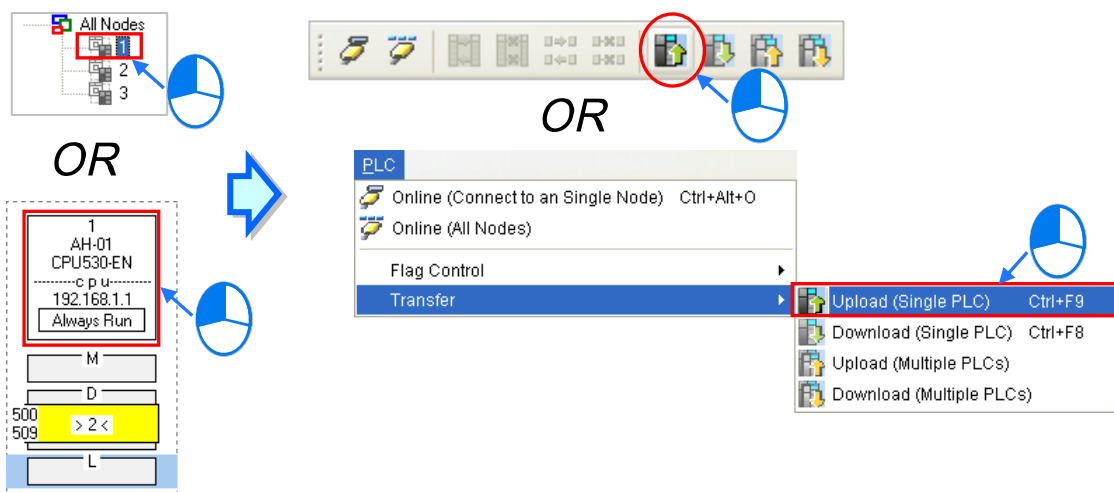 All Nodes
1
2
3
OR
1
AH-01
CPU530-EN
--------c p u--------
192.168.1.1
Always Run
M
D
500
509
> 2 <
L
OR
PLC
Online (Connect to an Single Node) Ctrl+Alt+O
Online (All Nodes)
Flag Control
Transfer
Upload (Single PLC) Ctrl+F9
Download (Single PLC) Ctrl+F8
Upload (Multiple PLCs)
Download (Multiple PLCs)